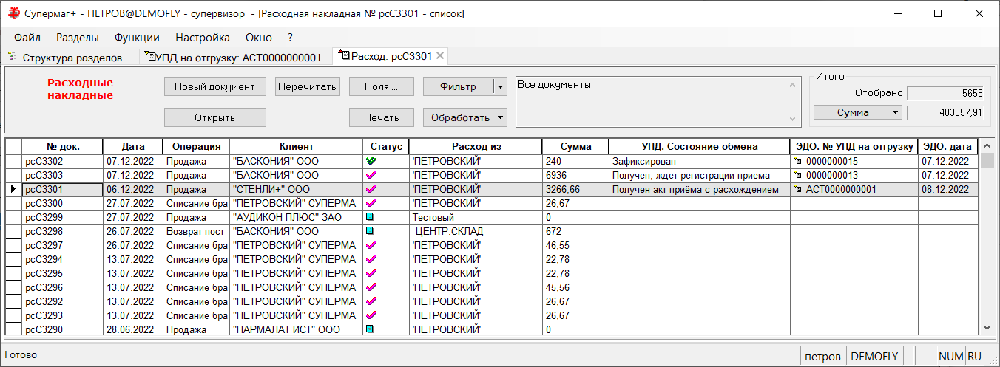 Супермаг+ - ПЕТРОВ@DEMOFLY - супервизор - [Расходная накладная № рсС3301 - список]
Файл Разделы Функции Настройка Окно ?
Структура разделов УПД на отгрузку: АСТ0000000001 Расход: рсС3301
Расходные накладные
Новый документ Перечитать Поля ... Фильтр
Открыть Печать Обработать
Все документы
Итого
Отобрано 5658
Сумма 483357,91
№ док. Дата Операция Клиент Статус Расход из Сумма УПД. Состояние обмена ЭДО. № УПД на отгрузку ЭДО. дата
рсС3302 07.12.2022 Продажа "БАСКОНИЯ" ООО 'ПЕТРОВСКИЙ' 240 Зафиксирован 0000000015 07.12.2022
рсС3303 07.12.2022 Продажа "БАСКОНИЯ" ООО 'ПЕТРОВСКИЙ' 6936 Получен, ждет регистрации приема 0000000013 07.12.2022
рсС3301 06.12.2022 Продажа "СТЕНЛИ+" ООО 'ПЕТРОВСКИЙ' 3266,66 Получен акт приёма с расхождением АСТ0000000001 08.12.2022
рсС3300 27.07.2022 Списание бра "ПЕТРОВСКИЙ" СУПЕРМА 'ПЕТРОВСКИЙ' 26,67
рсС3299 27.07.2022 Продажа "АУДИКОН ПЛЮС" ЗАО Тестовый 0
рсС3298 26.07.2022 Возврат пост "БАСКОНИЯ" ООО ЦЕНТР.СКЛАД 672
рсС3297 26.07.2022 Списание бра "ПЕТРОВСКИЙ" СУПЕРМА 'ПЕТРОВСКИЙ' 46,55
рсС3294 13.07.2022 Списание бра "ПЕТРОВСКИЙ" СУПЕРМА 'ПЕТРОВСКИЙ' 22,78
рсС3295 13.07.2022 Списание бра "ПЕТРОВСКИЙ" СУПЕРМА 'ПЕТРОВСКИЙ' 22,78
рсС3296 13.07.2022 Списание бра "ПЕТРОВСКИЙ" СУПЕРМА 'ПЕТРОВСКИЙ' 45,56
рсС3292 13.07.2022 Списание бра "ПЕТРОВСКИЙ" СУПЕРМА 'ПЕТРОВСКИЙ' 26,67
рсС3293 13.07.2022 Списание бра "ПЕТРОВСКИЙ" СУПЕРМА 'ПЕТРОВСКИЙ' 26,67
рсС3290 28.06.2022 Продажа "ПАРМАЛАТ ИСТ" ООО 'ПЕТРОВСКИЙ' 0
Готово петров DEMOFLY NUM RU